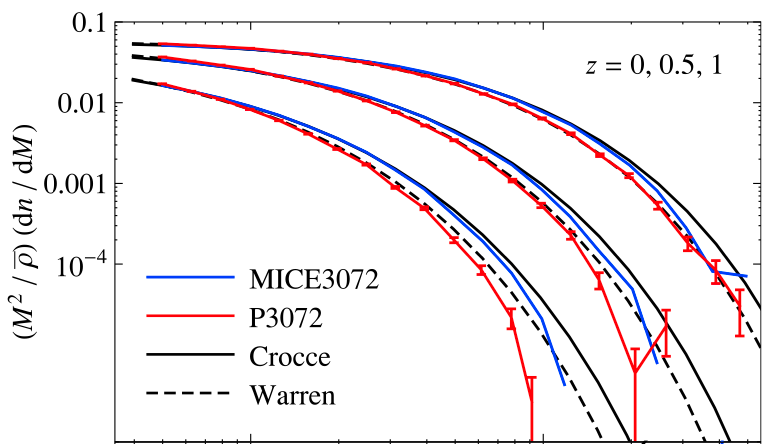 0.1
z = 0, 0.5, 1
0.01
0.001
10⁻⁴
(M² / ρ̅) (dn / dM)
MICE3072
P3072
Crocce
Warren